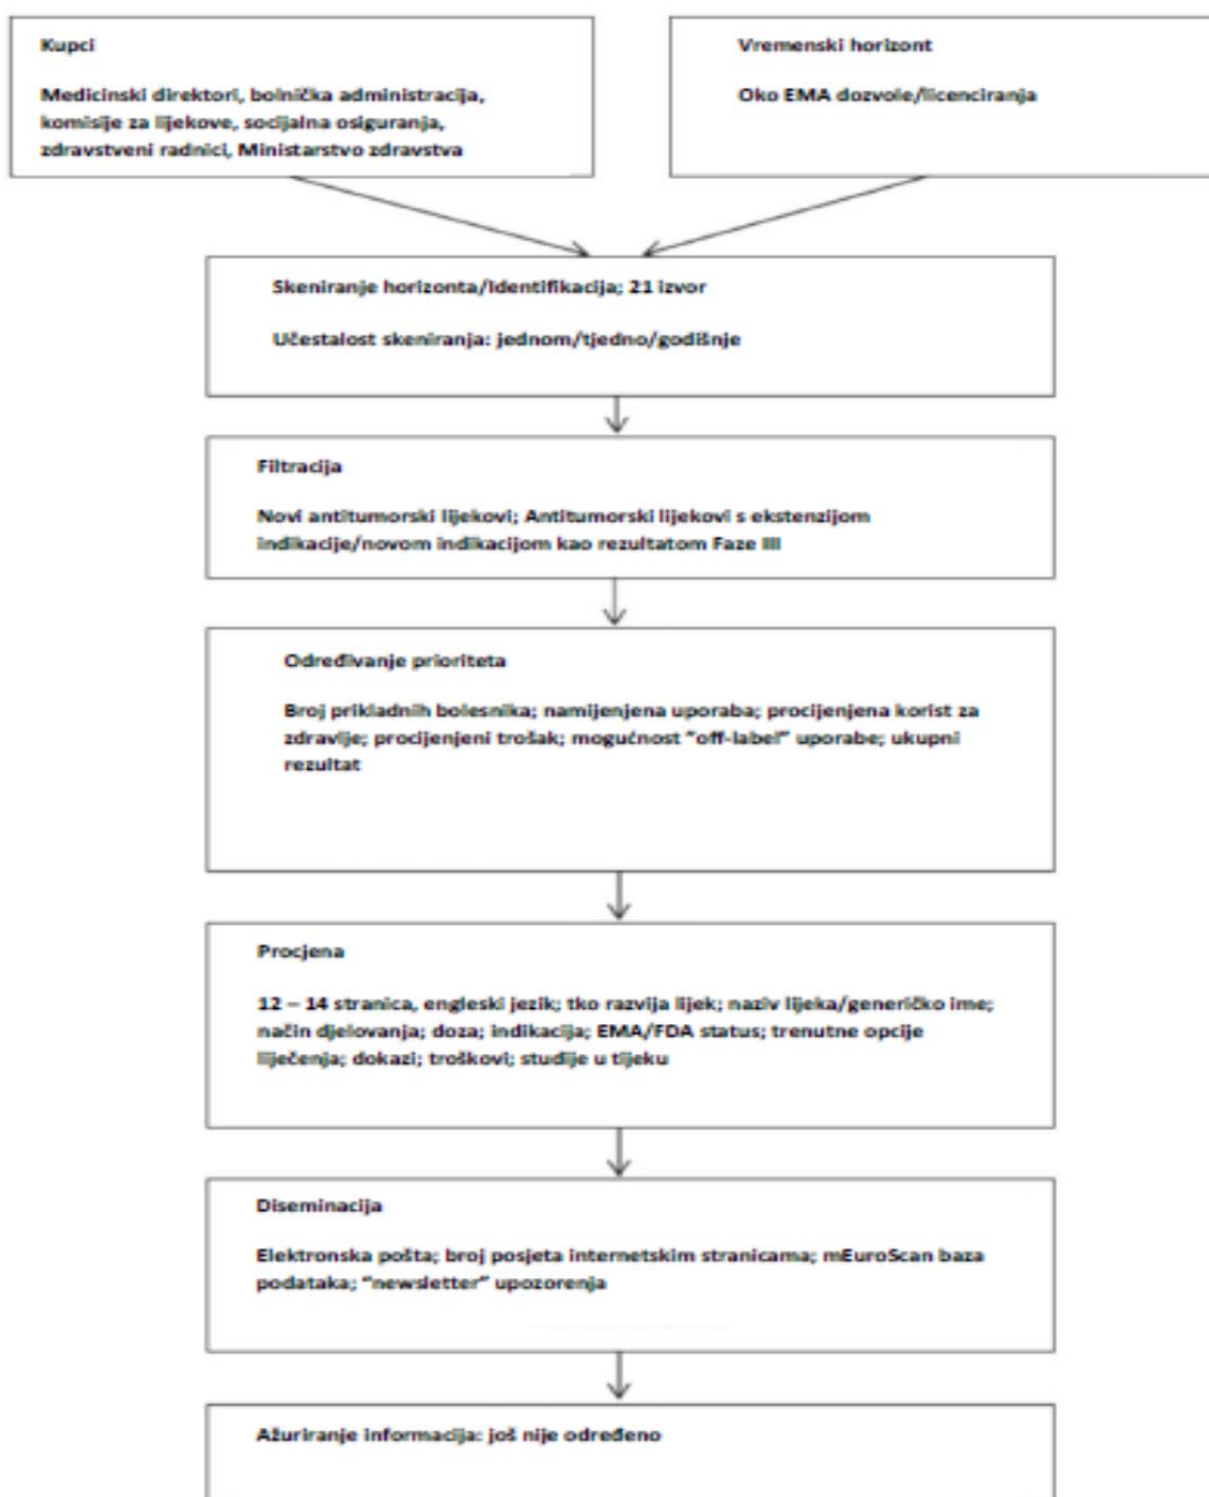 Kupci
Medicinski direktori, bolnička administracija,
komisije za lijekove, socijalna osiguranja,
zdravstveni radnici, Ministarstvo zdravstva
Vremenski horizont
Oko EMA dozvole/licenciranja
Skeniranje horizonta/Identifikacija; 21 izvor
Učestalost skeniranja: jednom/tjedno/godišnje
Filtracija
Novi antitumorski lijekovi; Antitumorski lijekovi s ekstenzijom
indikacije/novom indikacijom kao rezultatom Faze III
Određivanje prioriteta
Broj prikladnih bolesnika; namijenjena uporaba; procijenjena korist za
zdravlje; procijenjeni trošak; mogućnost "off-label" uporabe; ukupni
rezultat
Procjena
12 – 14 stranica, engleski jezik; tko razvija lijek; naziv lijeka/generičko ime;
način djelovanja; doza; indikacija; EMA/FDA status; trenutne opcije
liječenja; dokazi; troškovi; studije u tijeku
Diseminacija
Elektronska pošta; broj posjeta internetskim stranicama; mEuroScan baza
podataka; "newsletter" upozorenja
Ažuriranje informacija: još nije određeno